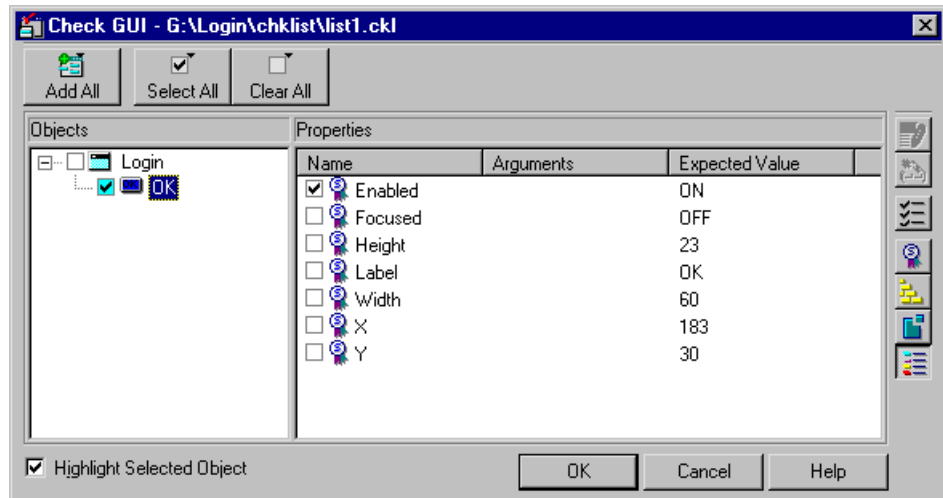 Check GUI - G:\Login\chklist\list1.ckl
Add All Select All Clear All
Objects Properties
Login
OK
Name Arguments Expected Value
Enabled ON
Focused OFF
Height 23
Label OK
Width 60
X 183
Y 30
Highlight Selected Object
OK Cancel Help